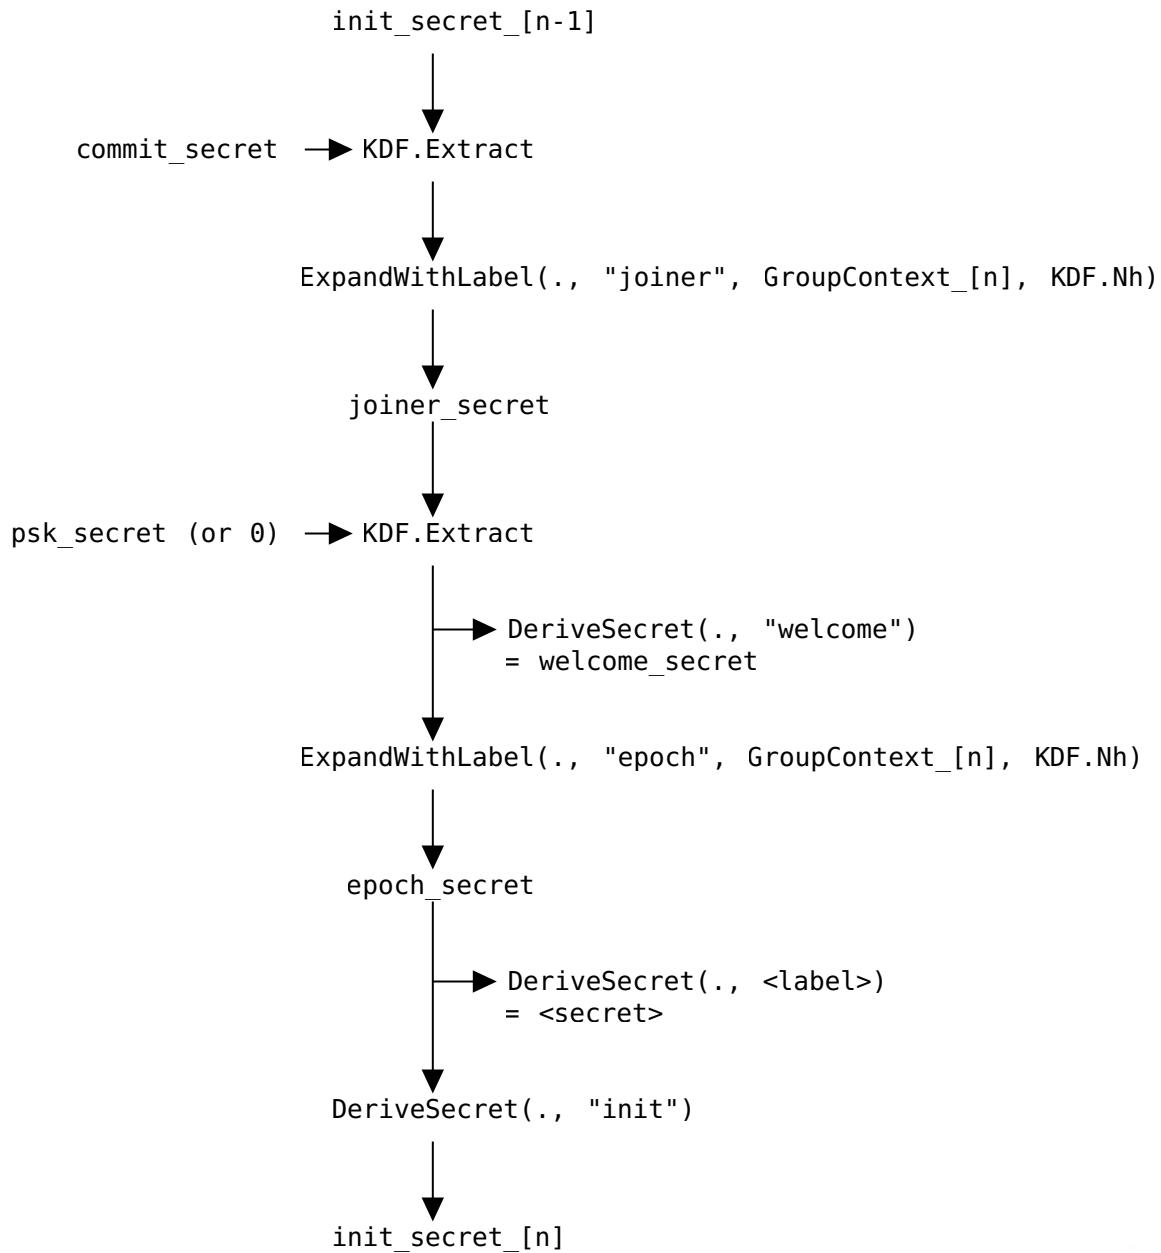 init_secret_[n-1]
commit_secret KDF.Extract
ExpandWithLabel(., "joiner", GroupContext_[n], KDF.Nh)
joiner_secret
psk_secret (or 0) KDF.Extract
DeriveSecret(., "welcome")
= welcome_secret
ExpandWithLabel(., "epoch", GroupContext_[n], KDF.Nh)
epoch_secret
DeriveSecret(., <label>)
= <secret>
DeriveSecret(., "init")
init_secret_[n]